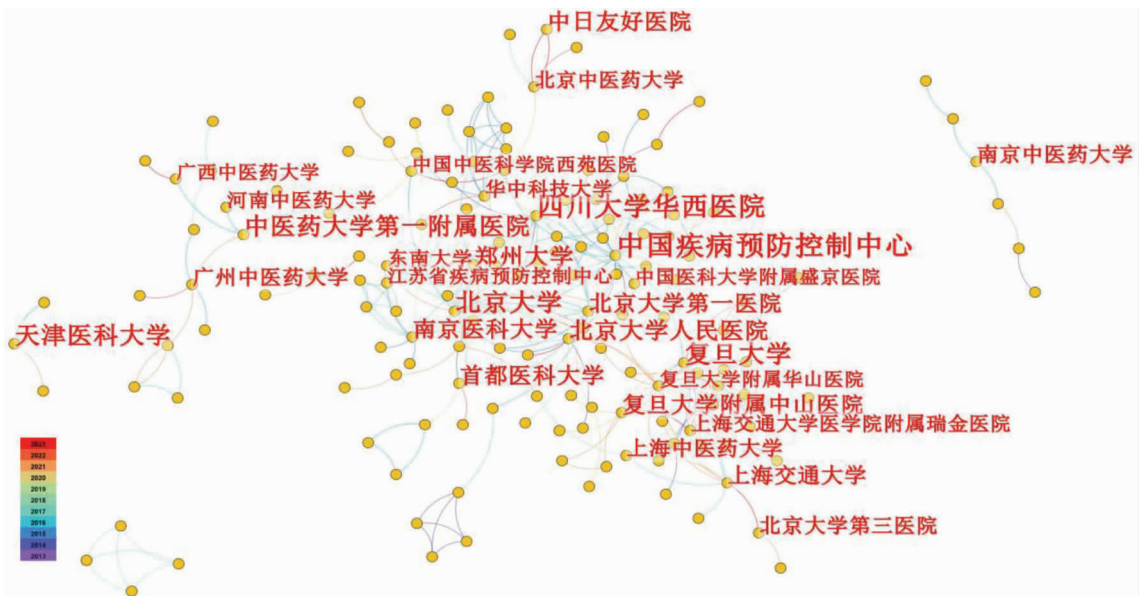 中日友好医院
北京中医药大学
南京中医药大学
中国中医科学院西苑医院
广西中医药大学
华中科技大学
河南中医药大学
四川大学华西医院
中医药大学第一附属医院
中国疾病预防控制中心
东南大学
郑州大学
广州中医药大学
江苏省疾病预防控制中心
中国医科大学附属盛京医院
北京大学
北京大学第一医院
天津医科大学
南京医科大学
北京大学人民医院
复旦大学
首都医科大学
复旦大学附属华山医院
复旦大学附属中山医院
上海交通大学医学院附属瑞金医院
上海中医药大学
上海交通大学
北京大学第三医院
2022
2021
2020
2019
2018
2017
2016
2015
2014
2013